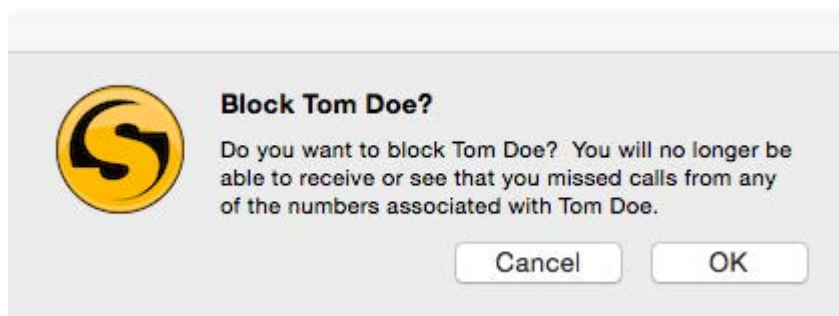 Block Tom Doe?
Do you want to block Tom Doe?  You will no longer be
able to receive or see that you missed calls from any
of the numbers associated with Tom Doe.
Cancel OK